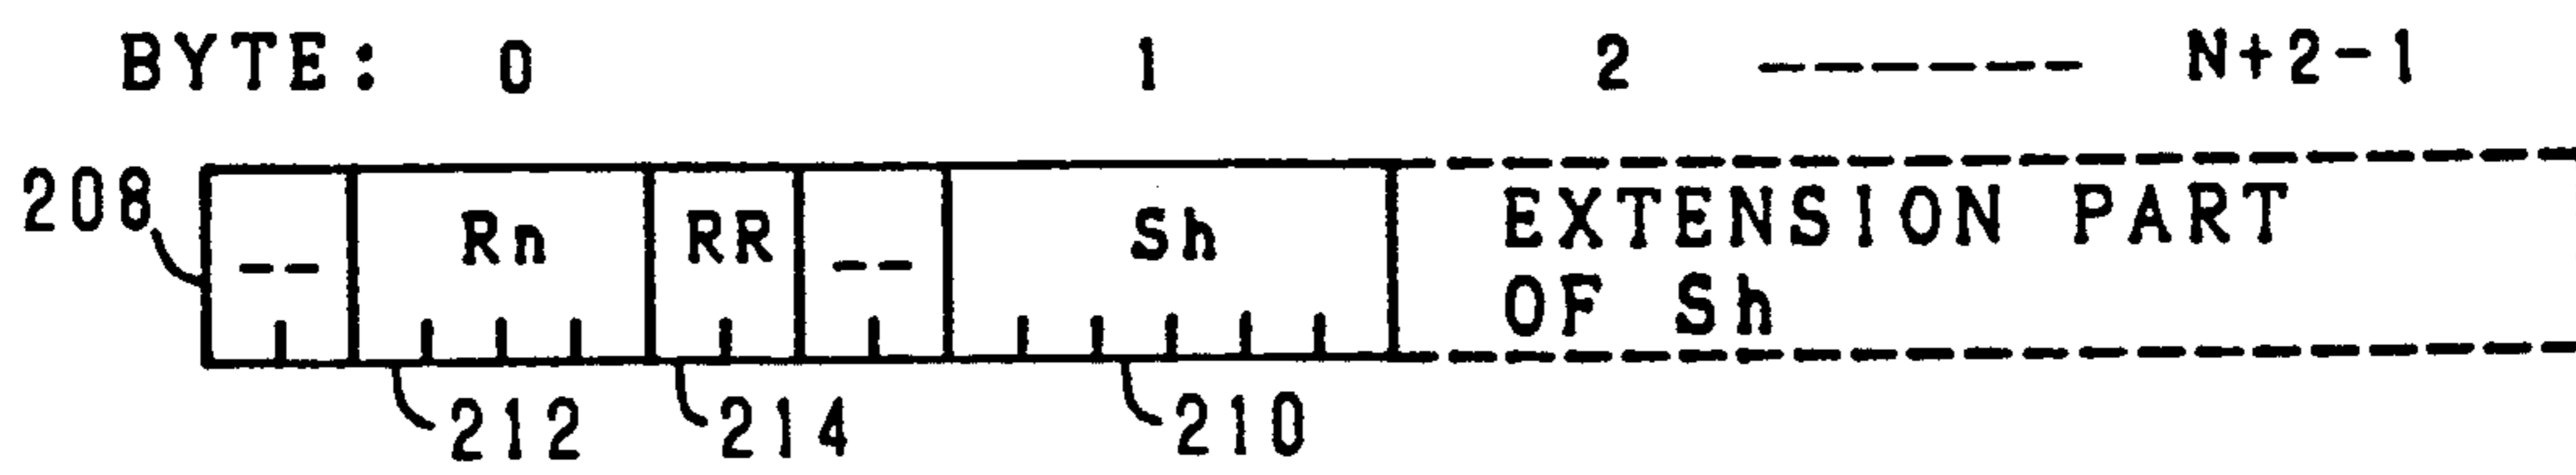 BYTE: 0 1 2 ------ N+2-1
208 -- Rn RR -- Sh EXTENSION PART
OF Sh
212 214 210